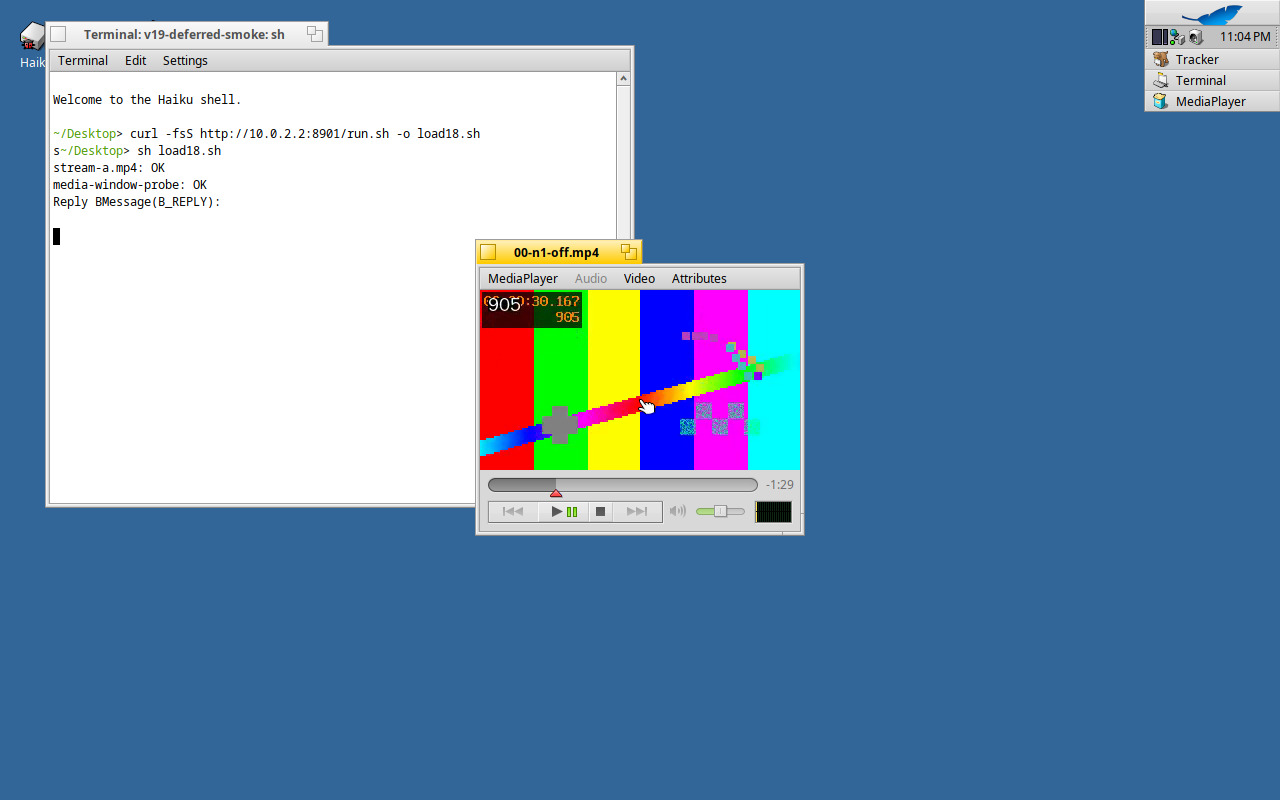 Terminal: v19-deferred-smoke: sh
Terminal Edit Settings
Welcome to the Haiku shell.
~/Desktop> curl -fsS http://10.0.2.2:8901/run.sh -o load18.sh
s~/Desktop> sh load18.sh
stream-a.mp4: OK
media-window-probe: OK
Reply BMessage(B_REPLY):
Haik
00-n1-off.mp4
MediaPlayer Audio Video Attributes
:30.167
905
905
-1:29
11:04 PM
Tracker
Terminal
MediaPlayer